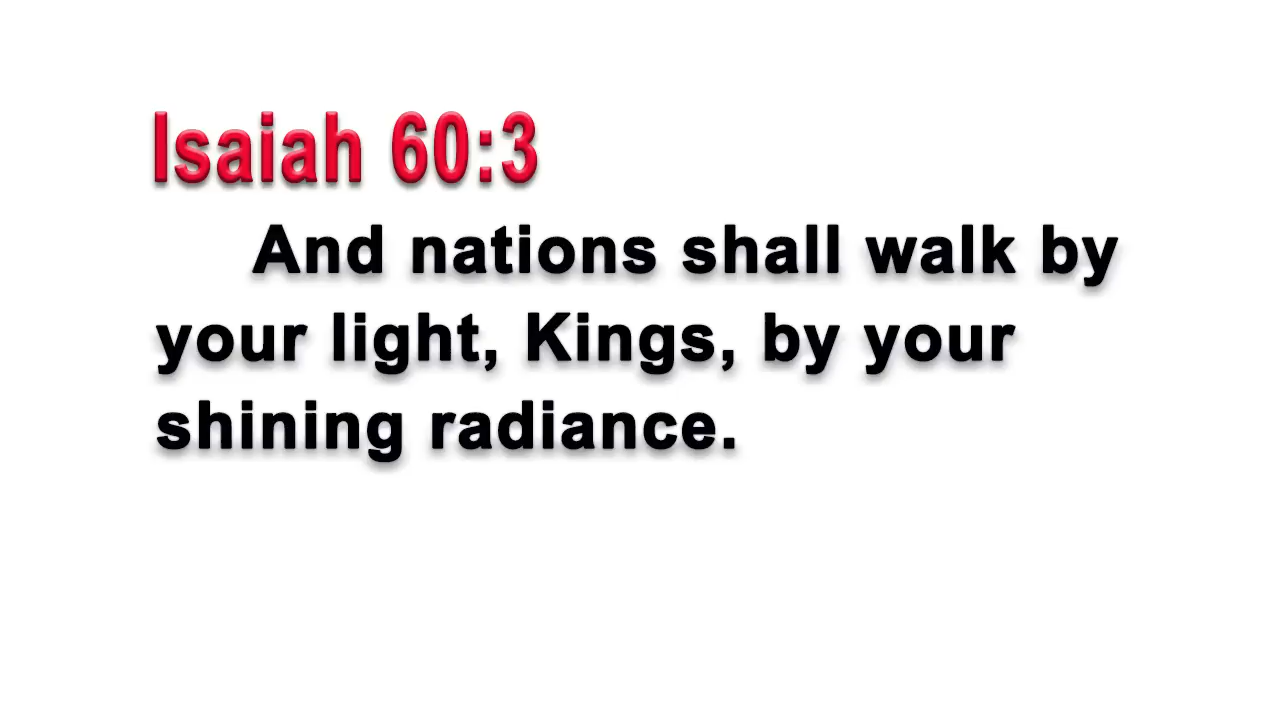 Isaiah 60:3
And nations shall walk by
your light, Kings, by your
shining radiance.